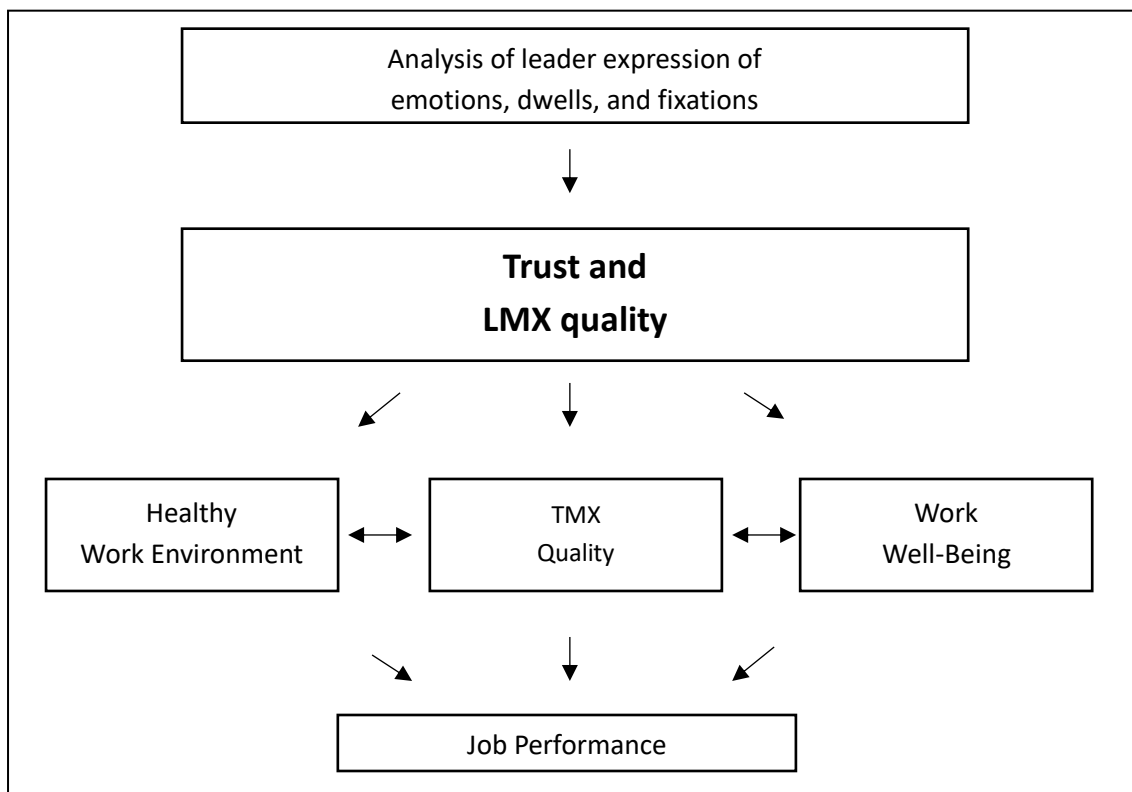 Analysis of leader expression of
emotions, dwells, and fixations
Trust and
LMX quality
Healthy
Work Environment
TMX
Quality
Work
Well-Being
Job Performance